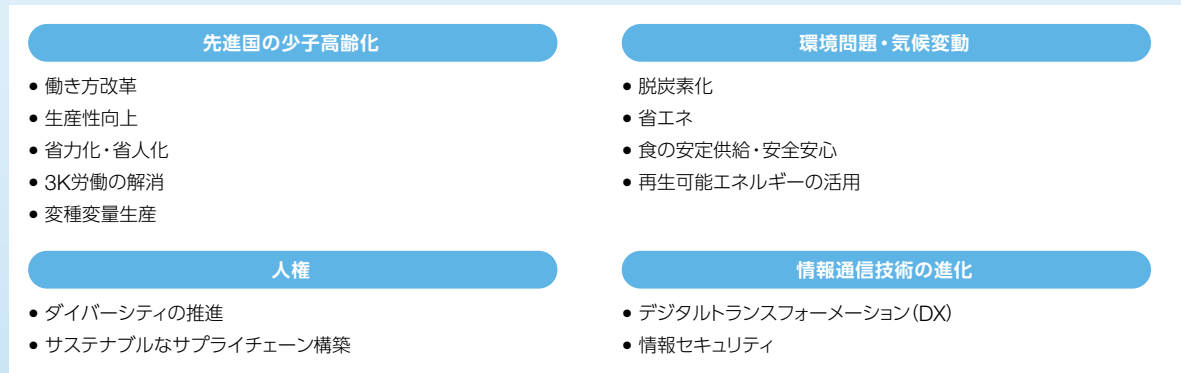 先進国の少子高齢化
● 働き方改革
● 生産性向上
● 省力化・省人化
● 3K労働の解消
● 変種変量生産
環境問題・気候変動
● 脱炭素化
● 省エネ
● 食の安定供給・安全安心
● 再生可能エネルギーの活用
人権
● ダイバーシティの推進
● サステナブルなサプライチェーン構築
情報通信技術の進化
● デジタルトランスフォーメーション(DX)
● 情報セキュリティ